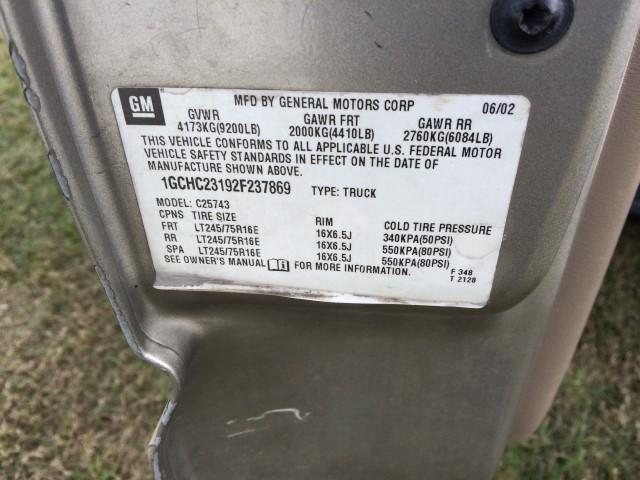 GM
MFD BY GENERAL MOTORS CORP 06/02
GVWR GAWR FRT GAWR RR
4173KG(9200LB) 2000KG(4410LB) 2760KG(6084LB)
THIS VEHICLE CONFORMS TO ALL APPLICABLE U.S. FEDERAL MOTOR
VEHICLE SAFETY STANDARDS IN EFFECT ON THE DATE OF
MANUFACTURE SHOWN ABOVE.
1GCHC23192F237869 TYPE: TRUCK
MODEL: C25743
CPNS TIRE SIZE RIM COLD TIRE PRESSURE
FRT LT245/75R16E 16X6.5J 340KPA(50PSI)
RR LT245/75R16E 16X6.5J 550KPA(80PSI)
SPA LT245/75R16E 16X6.5J 550KPA(80PSI)
SEE OWNER'S MANUAL FOR MORE INFORMATION.
F 348
T 2128